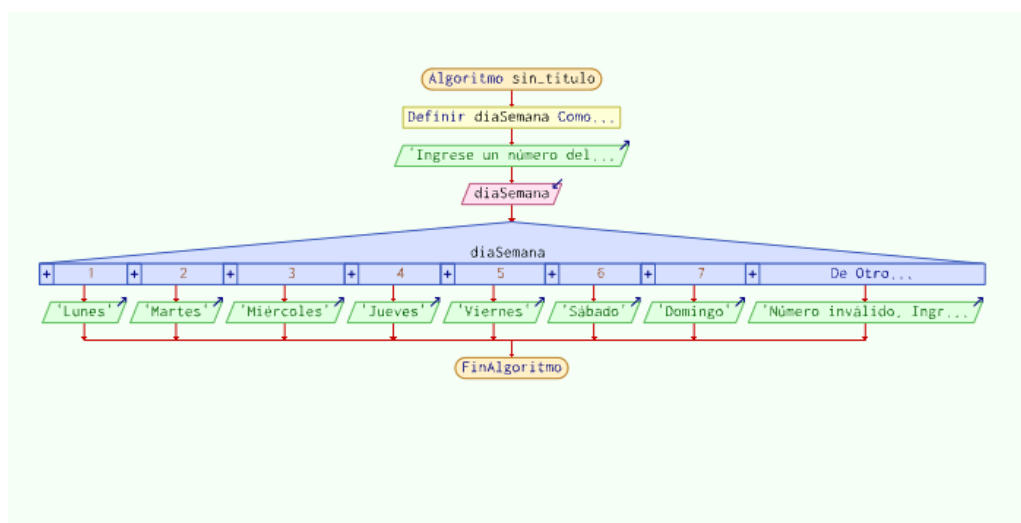 Algoritmo sin_titulo
Definir diaSemana Como...
'Ingrese un número del...
diaSemana
diaSemana
+ 1 + 2 + 3 + 4 + 5 + 6 + 7 + De Otro...
'Lunes' 'Martes' 'Miércoles' 'Jueves' 'Viernes' 'Sábado' 'Domingo' 'Número inválido, Ingr...
FinAlgoritmo